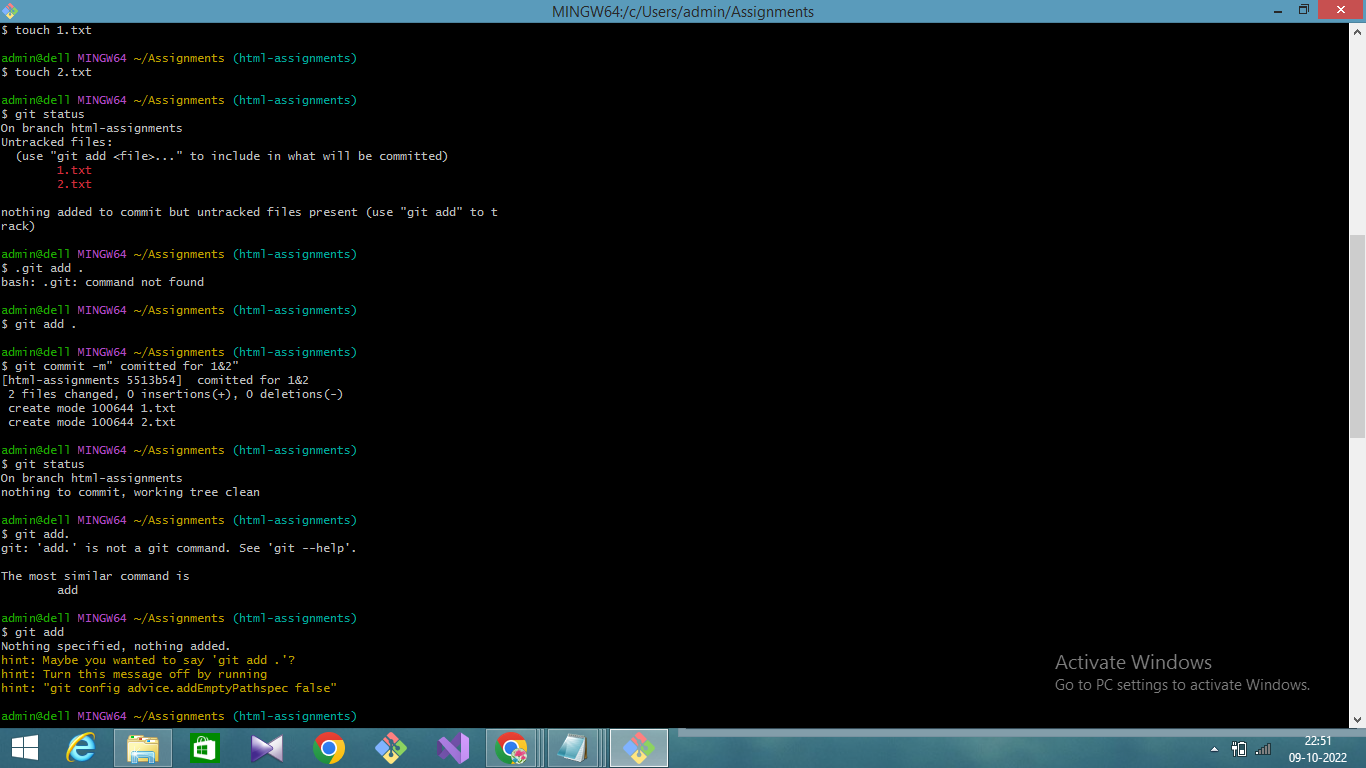 MINGW64:/c/Users/admin/Assignments
$ touch 1.txt
admin@dell MINGW64 ~/Assignments (html-assignments)
$ touch 2.txt
admin@dell MINGW64 ~/Assignments (html-assignments)
$ git status
On branch html-assignments
Untracked files:
  (use "git add <file>..." to include in what will be committed)
        1.txt
        2.txt
nothing added to commit but untracked files present (use "git add" to t
rack)
admin@dell MINGW64 ~/Assignments (html-assignments)
$ .git add .
bash: .git: command not found
admin@dell MINGW64 ~/Assignments (html-assignments)
$ git add .
admin@dell MINGW64 ~/Assignments (html-assignments)
$ git commit -m" comitted for 1&2"
[html-assignments 5513b54]  comitted for 1&2
 2 files changed, 0 insertions(+), 0 deletions(-)
 create mode 100644 1.txt
 create mode 100644 2.txt
admin@dell MINGW64 ~/Assignments (html-assignments)
$ git status
On branch html-assignments
nothing to commit, working tree clean
admin@dell MINGW64 ~/Assignments (html-assignments)
$ git add.
git: 'add.' is not a git command. See 'git --help'.
The most similar command is
        add
admin@dell MINGW64 ~/Assignments (html-assignments)
$ git add
Nothing specified, nothing added.
hint: Maybe you wanted to say 'git add .'?
hint: Turn this message off by running
hint: "git config advice.addEmptyPathspec false"
admin@dell MINGW64 ~/Assignments (html-assignments)
Activate Windows
Go to PC settings to activate Windows.
22:51
09-10-2022